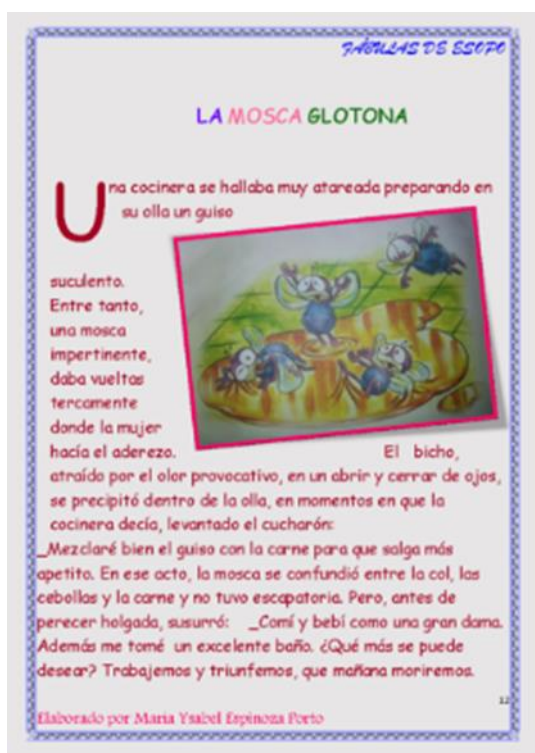 FÁBULAS DE ESOPO
LA MOSCA GLOTONA
Una cocinera se hallaba muy atareada preparando en
su olla un guiso
suculento.
Entre tanto,
una mosca
impertinente,
daba vueltas
tercamente
donde la mujer
hacía el aderezo. El bicho,
atraído por el olor provocativo, en un abrir y cerrar de ojos,
se precipitó dentro de la olla, en momentos en que la
cocinera decía, levantado el cucharón:
_Mezclaré bien el guiso con la carne para que salga más
apetito. En ese acto, la mosca se confundió entre la col, las
cebollas y la carne y no tuvo escapatoria. Pero, antes de
perecer holgada, susurró: _Comí y bebí como una gran dama.
Además me tomé un excelente baño. ¿Qué más se puede
desear? Trabajemos y triunfemos, que mañana moriremos.
12
Elaborado por Maria Ysabel Espinoza Porto